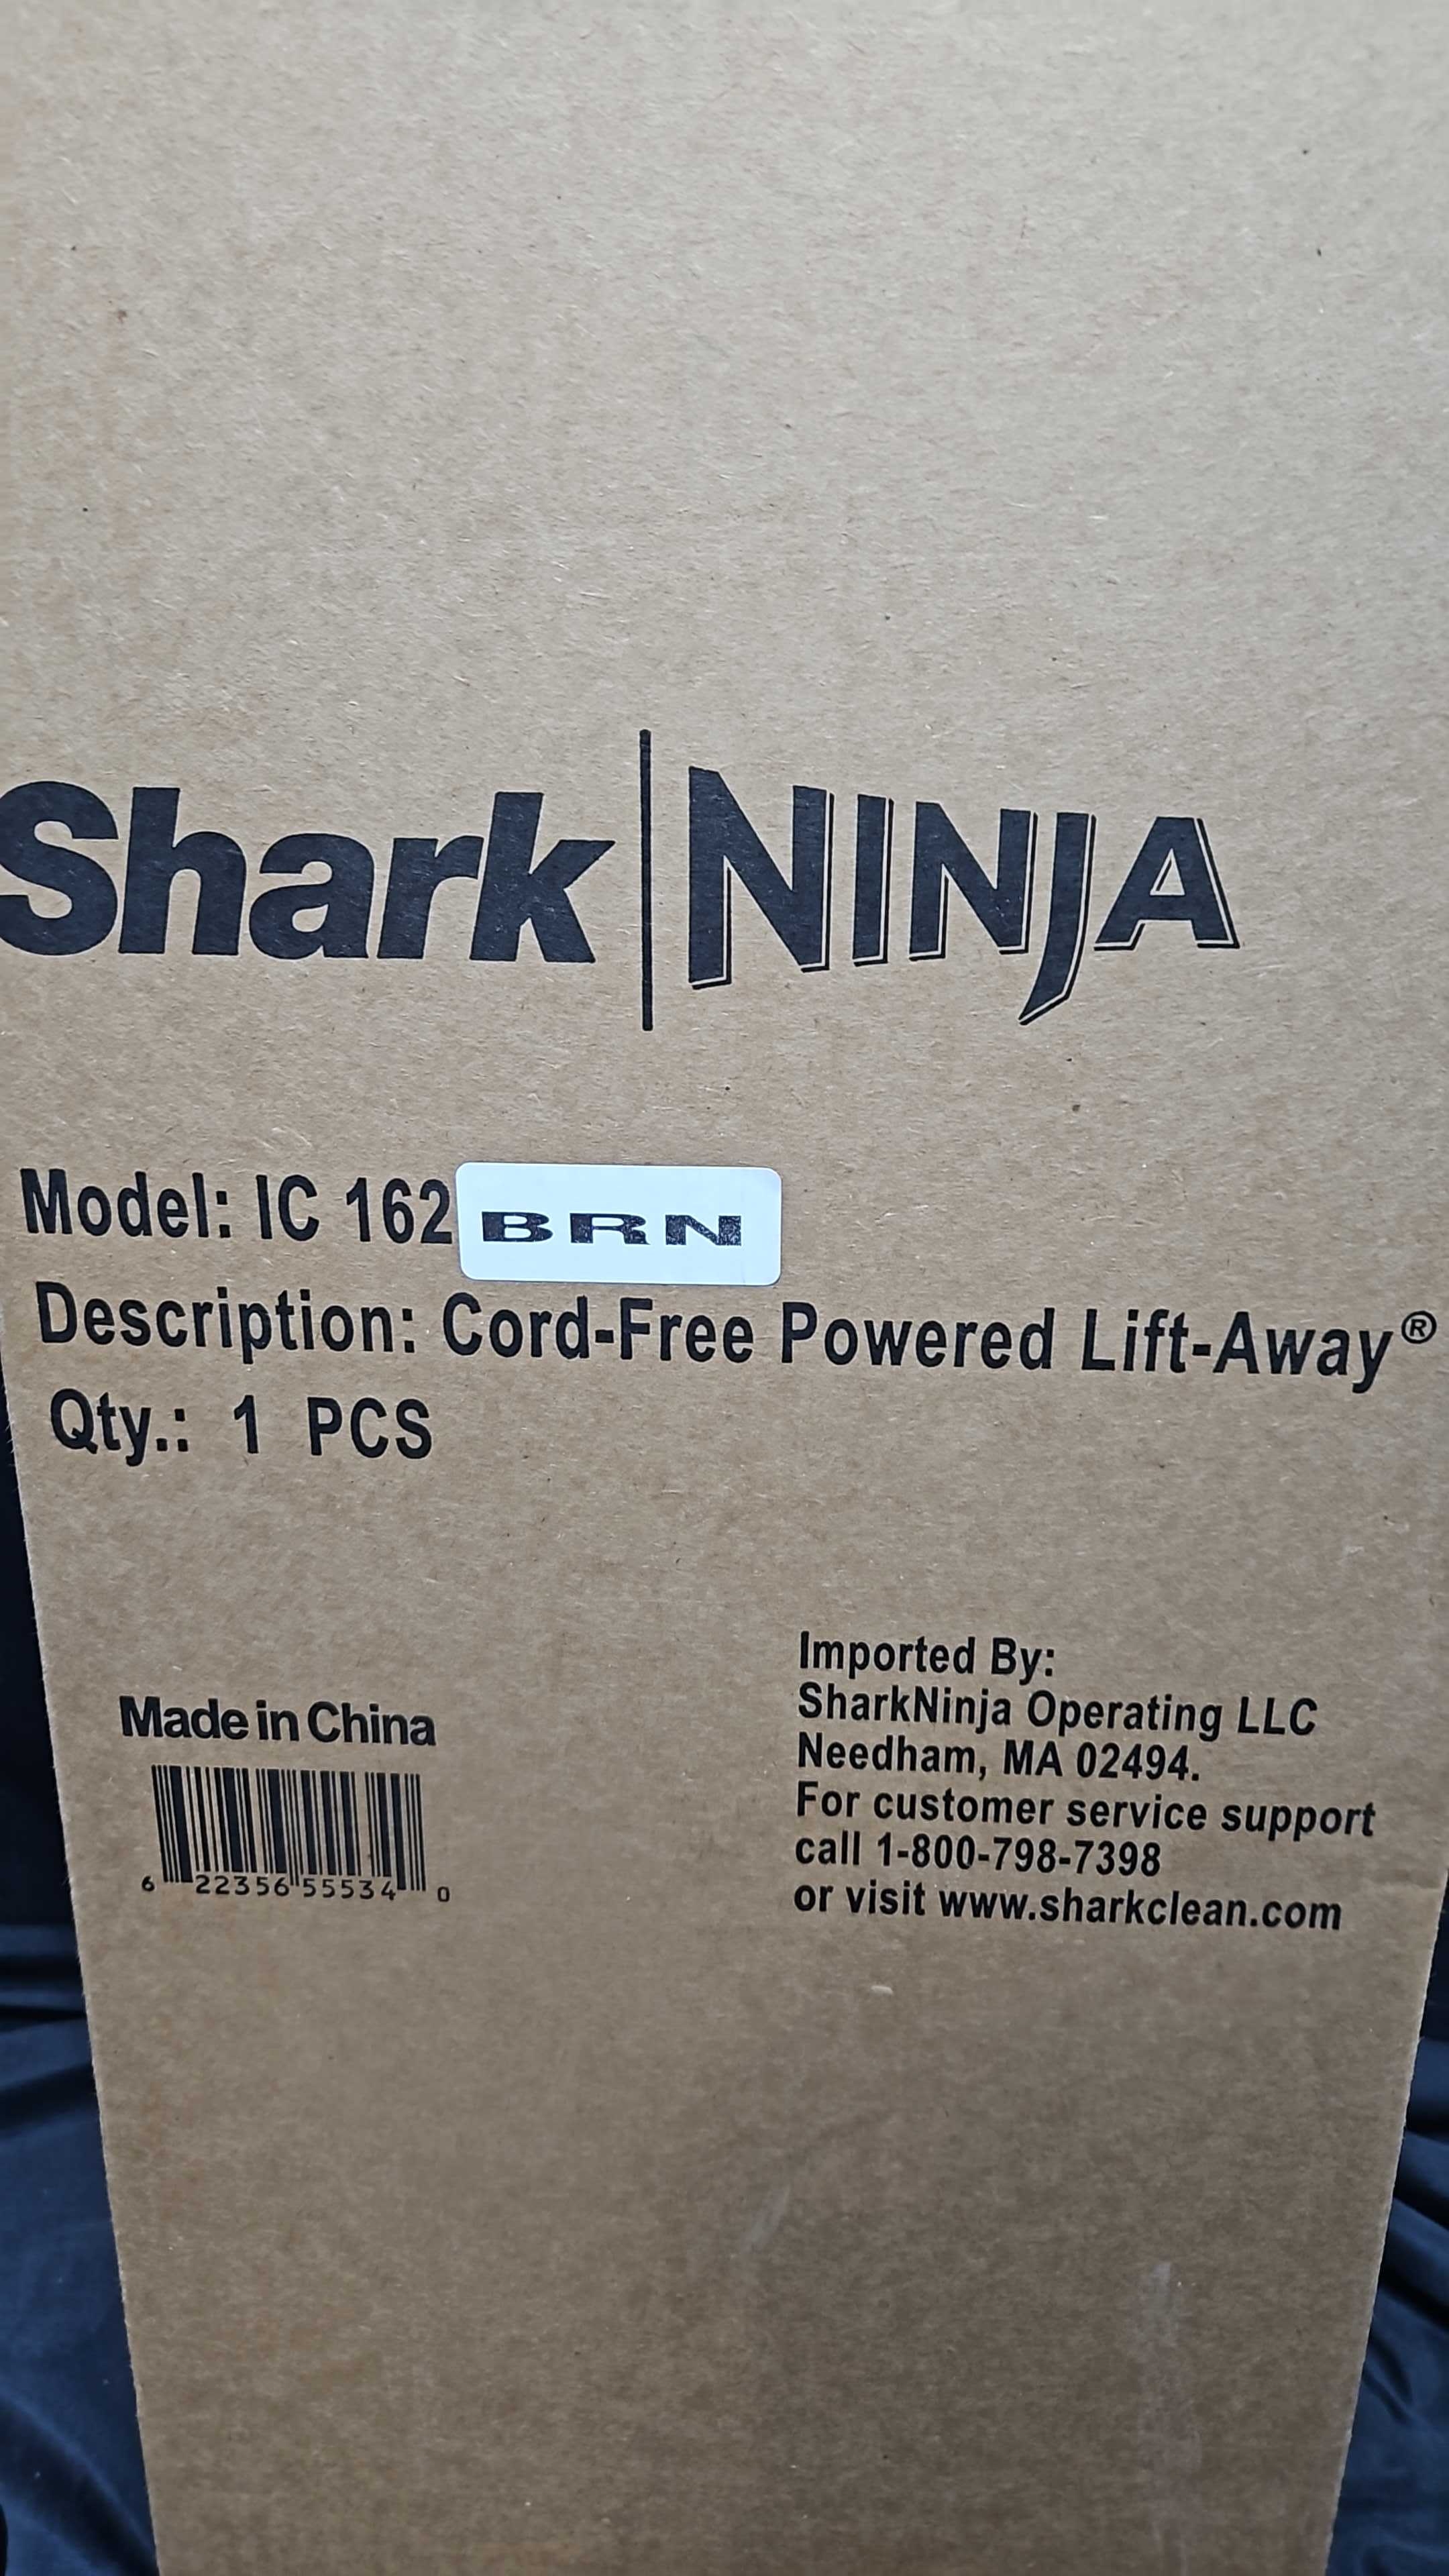 Shark | NINJA
Model: IC 162 BRN
Description: Cord-Free Powered Lift-Away®
Qty.: 1 PCS
Made in China
6 22356 55534 0
Imported By:
SharkNinja Operating LLC
Needham, MA 02494.
For customer service support
call 1-800-798-7398
or visit www.sharkclean.com